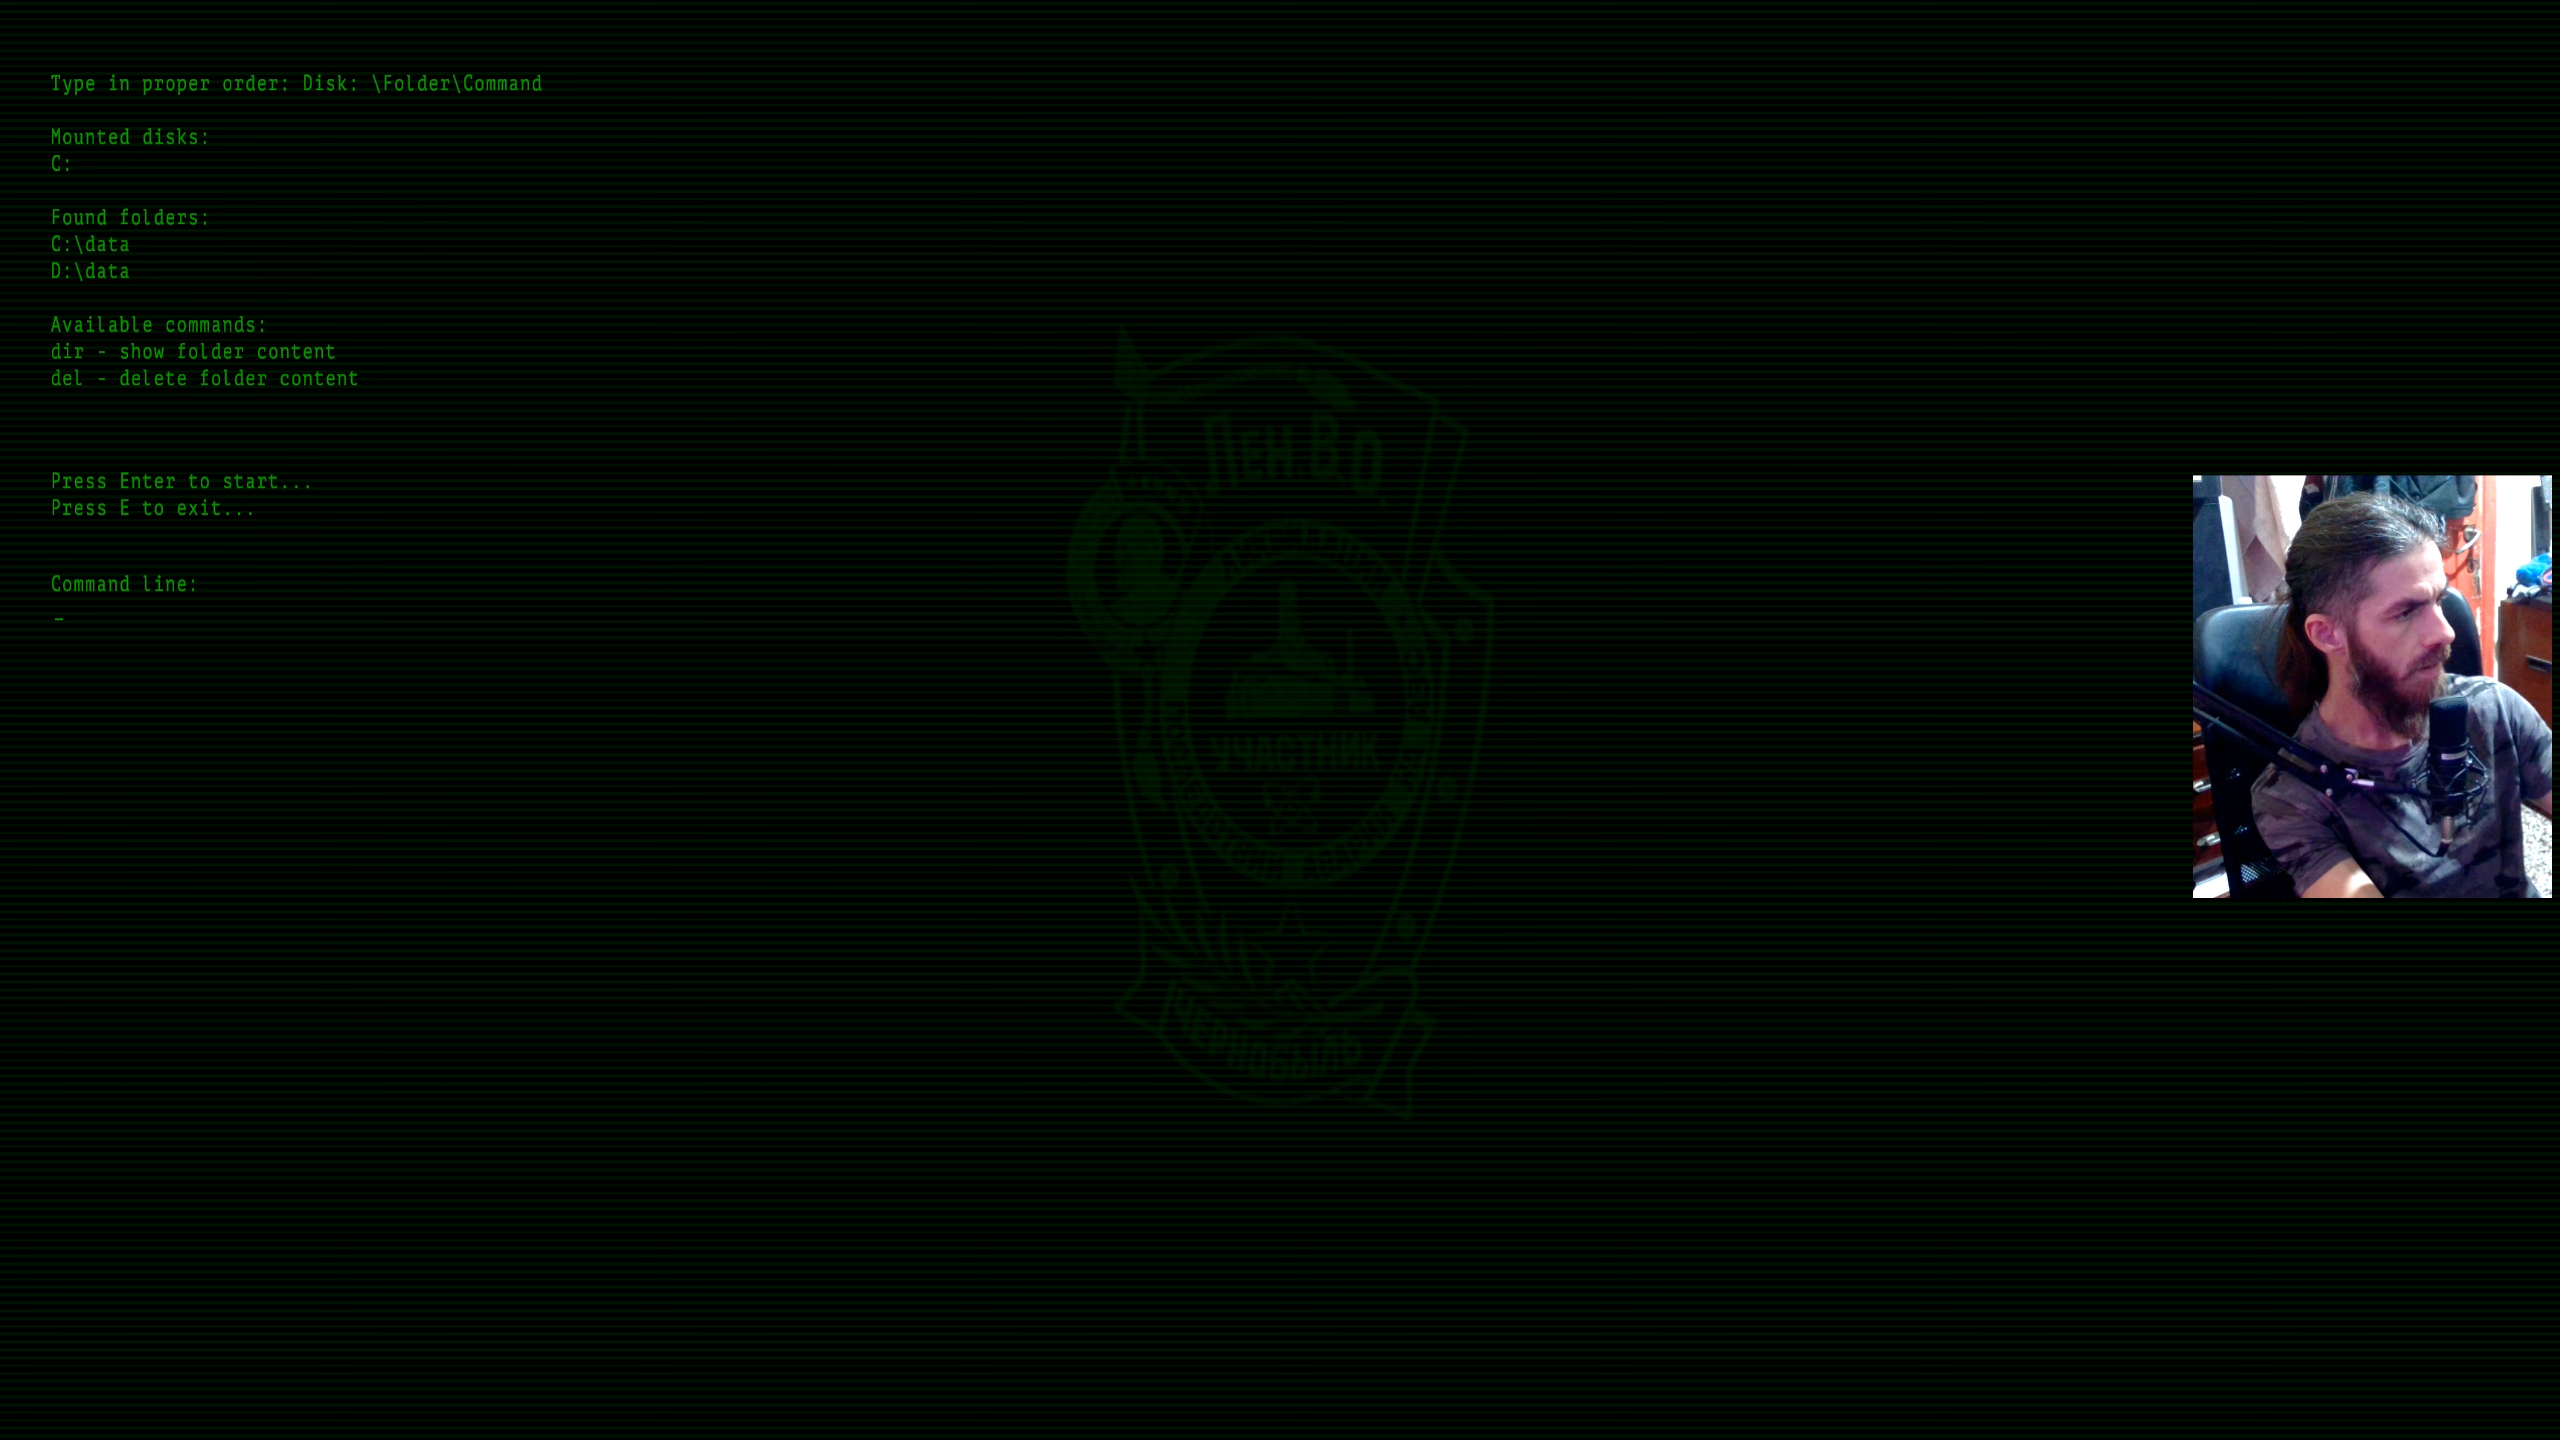 Type in proper order: Disk: \Folder\Command
Mounted disks:
C:
Found folders:
C:\data
D:\data
Available commands:
dir - show folder content
del - delete folder content
Press Enter to start...
Press E to exit...
Command line:
_
ЛЕН.В.О.
УЧАСТНИК
ЧЕРНОБЫЛЬ